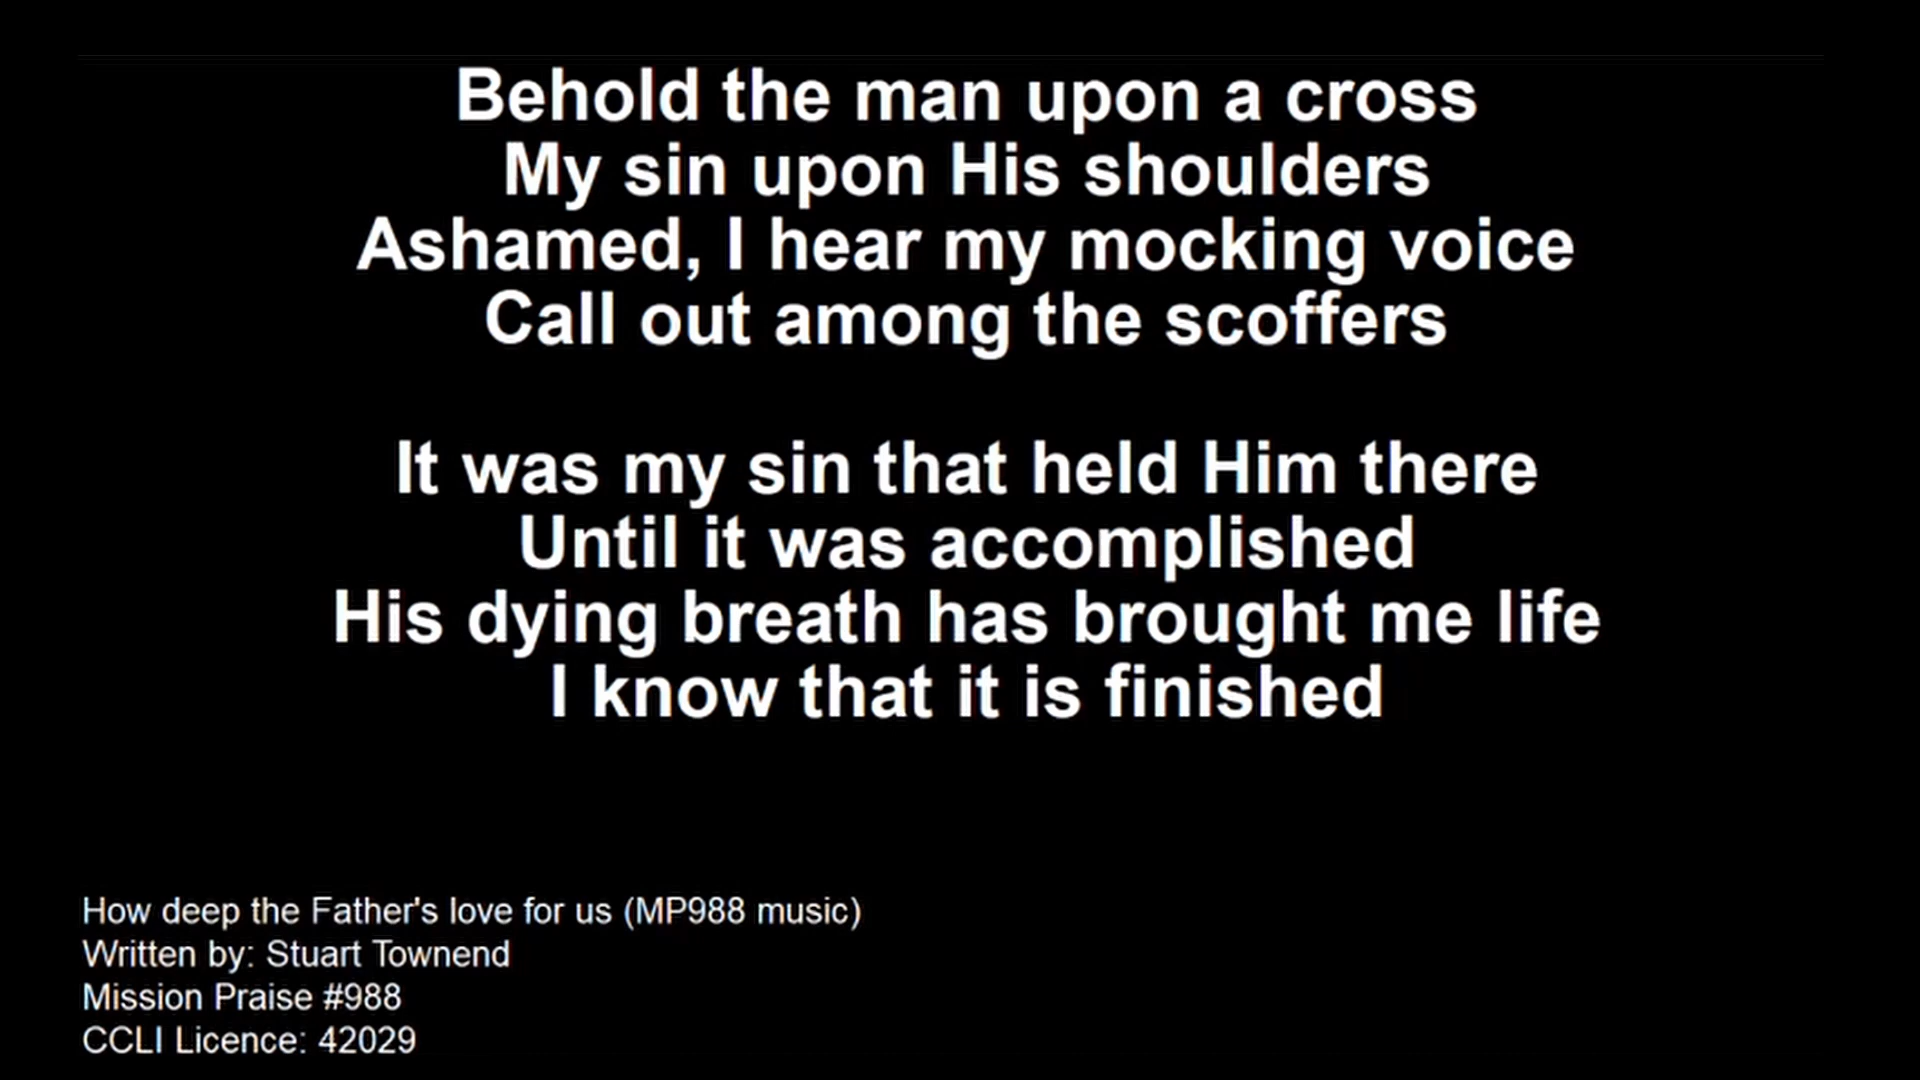 Behold the man upon a cross
My sin upon His shoulders
Ashamed, I hear my mocking voice
Call out among the scoffers
It was my sin that held Him there
Until it was accomplished
His dying breath has brought me life
I know that it is finished
How deep the Father's love for us (MP988 music)
Written by: Stuart Townend
Mission Praise #988
CCLI Licence: 42029